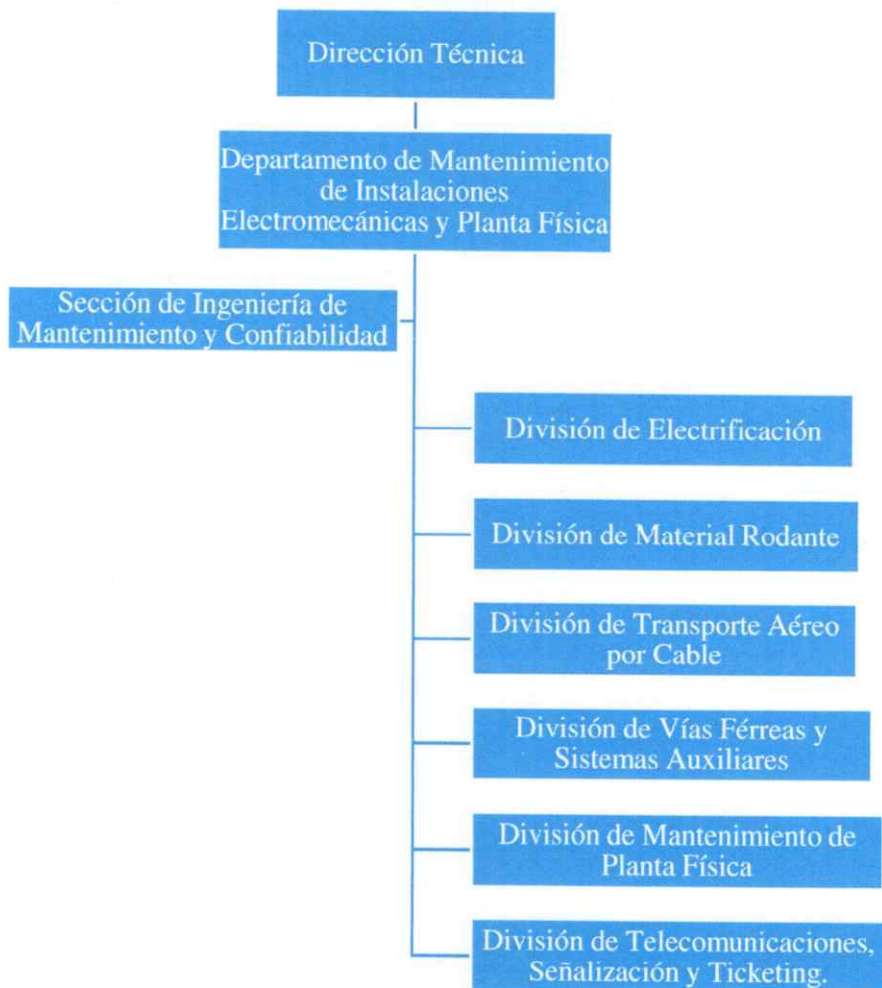 Dirección Técnica
Departamento de Mantenimiento
de Instalaciones
Electromecánicas y Planta Física
Sección de Ingeniería de
Mantenimiento y Confiabilidad
División de Electrificación
División de Material Rodante
División de Transporte Aéreo
por Cable
División de Vías Férreas y
Sistemas Auxiliares
División de Mantenimiento de
Planta Física
División de Telecomunicaciones,
Señalización y Ticketing.